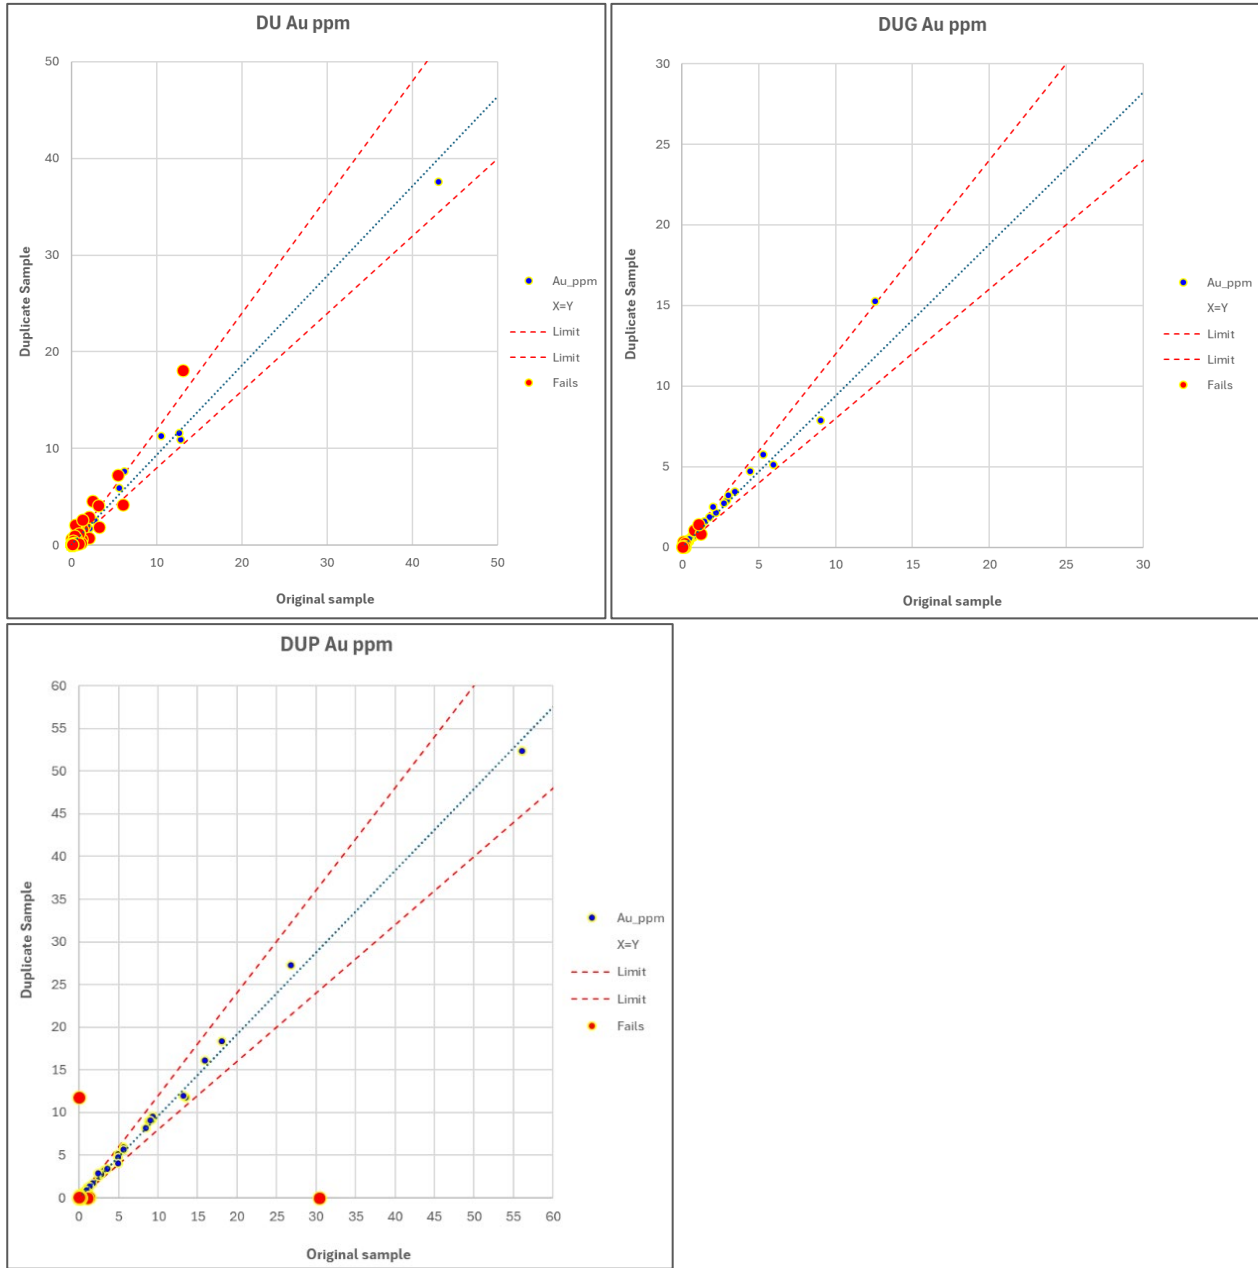 DU Au ppm
50
40
30
20
10
0
0 10 20 30 40 50
Duplicate Sample
Original sample
Au_ppm
X=Y
Limit
Limit
Fails
DUG Au ppm
30
25
20
15
10
5
0
0 5 10 15 20 25 30
Duplicate Sample
Original sample
Au_ppm
X=Y
Limit
Limit
Fails
DUP Au ppm
60
55
50
45
40
35
30
25
20
15
10
5
0
0 5 10 15 20 25 30 35 40 45 50 55 60
Duplicate Sample
Original sample
Au_ppm
X=Y
Limit
Limit
Fails